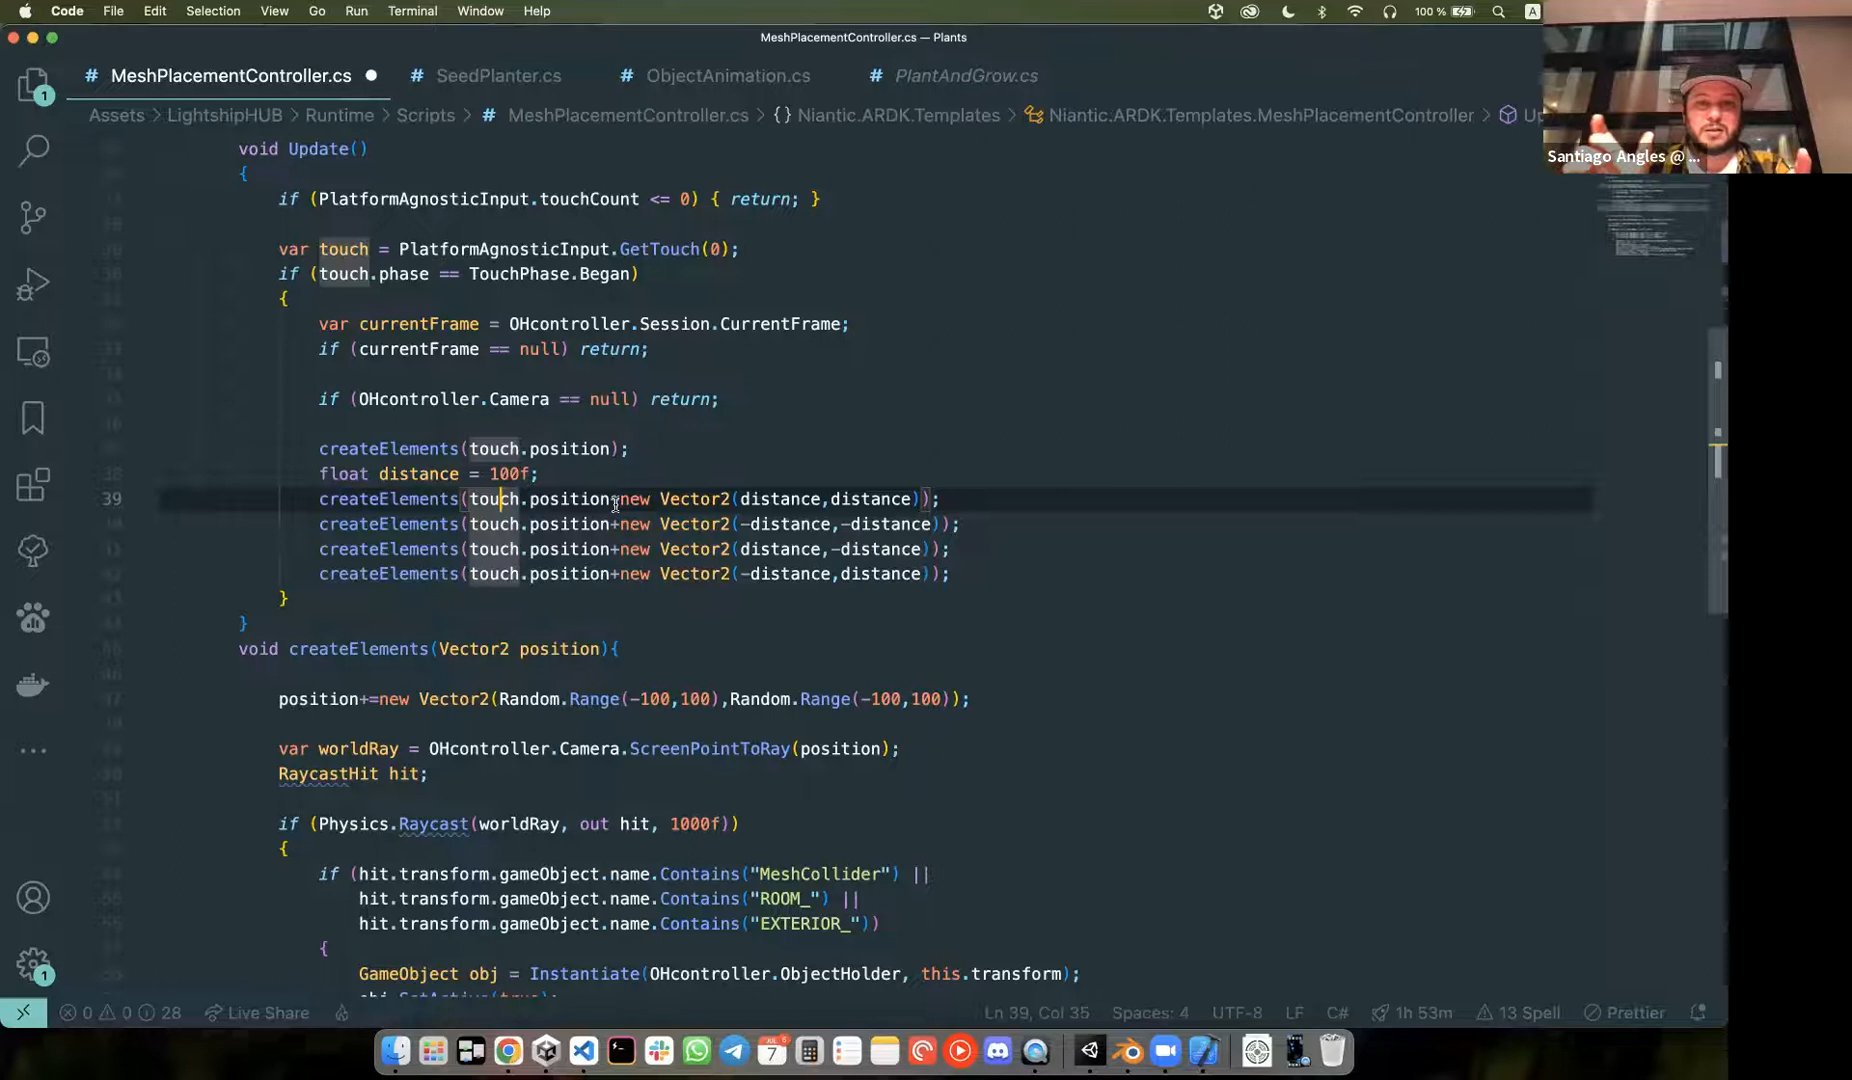 Code File Edit Selection View Go Run Terminal Window Help 100 % A
MeshPlacementController.cs — Plants
# MeshPlacementController.cs # SeedPlanter.cs # ObjectAnimation.cs # PlantAndGrow.cs
Assets > LightshipHUB > Runtime > Scripts > # MeshPlacementController.cs > {} Niantic.ARDK.Templates > Niantic.ARDK.Templates.MeshPlacementController >
Santiago Angles @ ...
void Update()
{
if (PlatformAgnosticInput.touchCount <= 0) { return; }
var touch = PlatformAgnosticInput.GetTouch(0);
if (touch.phase == TouchPhase.Began)
{
var currentFrame = OHcontroller.Session.CurrentFrame;
if (currentFrame == null) return;
if (OHcontroller.Camera == null) return;
createElements(touch.position);
float distance = 100f;
39 createElements(touch.position+new Vector2(distance,distance));
createElements(touch.position+new Vector2(-distance,-distance));
createElements(touch.position+new Vector2(distance,-distance));
createElements(touch.position+new Vector2(-distance,distance));
}
}
void createElements(Vector2 position){
position+=new Vector2(Random.Range(-100,100),Random.Range(-100,100));
var worldRay = OHcontroller.Camera.ScreenPointToRay(position);
RaycastHit hit;
if (Physics.Raycast(worldRay, out hit, 1000f))
{
if (hit.transform.gameObject.name.Contains("MeshCollider") ||
hit.transform.gameObject.name.Contains("ROOM_") ||
hit.transform.gameObject.name.Contains("EXTERIOR_"))
{
GameObject obj = Instantiate(OHcontroller.ObjectHolder, this.transform);
obj.SetActive(true);
0 0 28 Live Share Ln 39, Col 35 Spaces: 4 UTF-8 LF C# 1h 53m 13 Spell Prettier
1
1
7